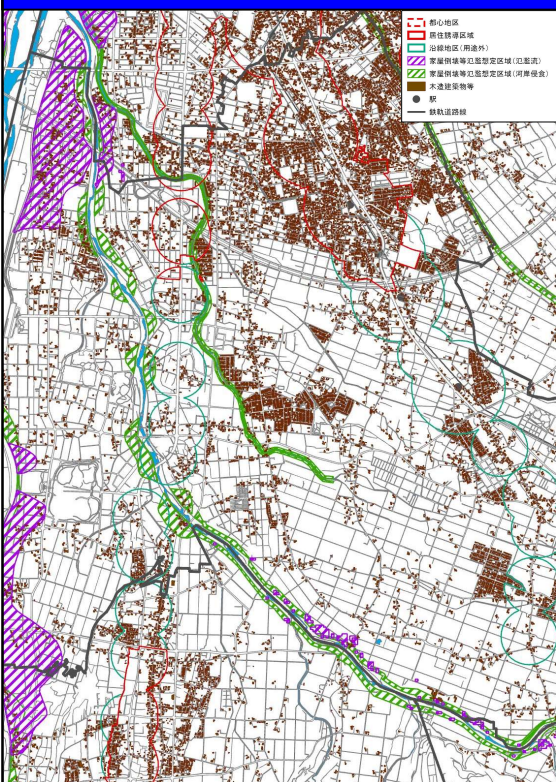 都心地区
居住誘導区域
沿線地区(用途外)
家屋倒壊等氾濫想定区域(氾濫流)
家屋倒壊等氾濫想定区域(河岸侵食)
木造建築物等
駅
鉄軌道路線